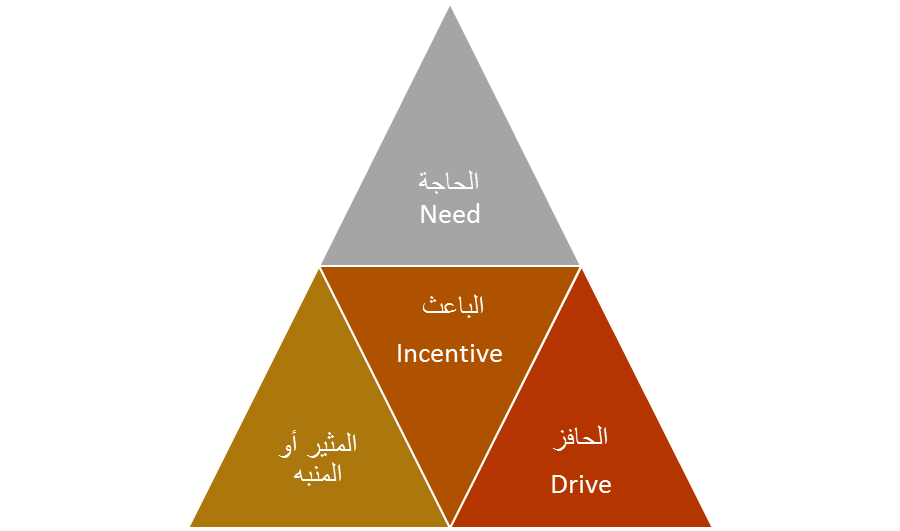 الحاجة
Need
الباعث
Incentive
المثير أو
المنبه
الحافز
Drive